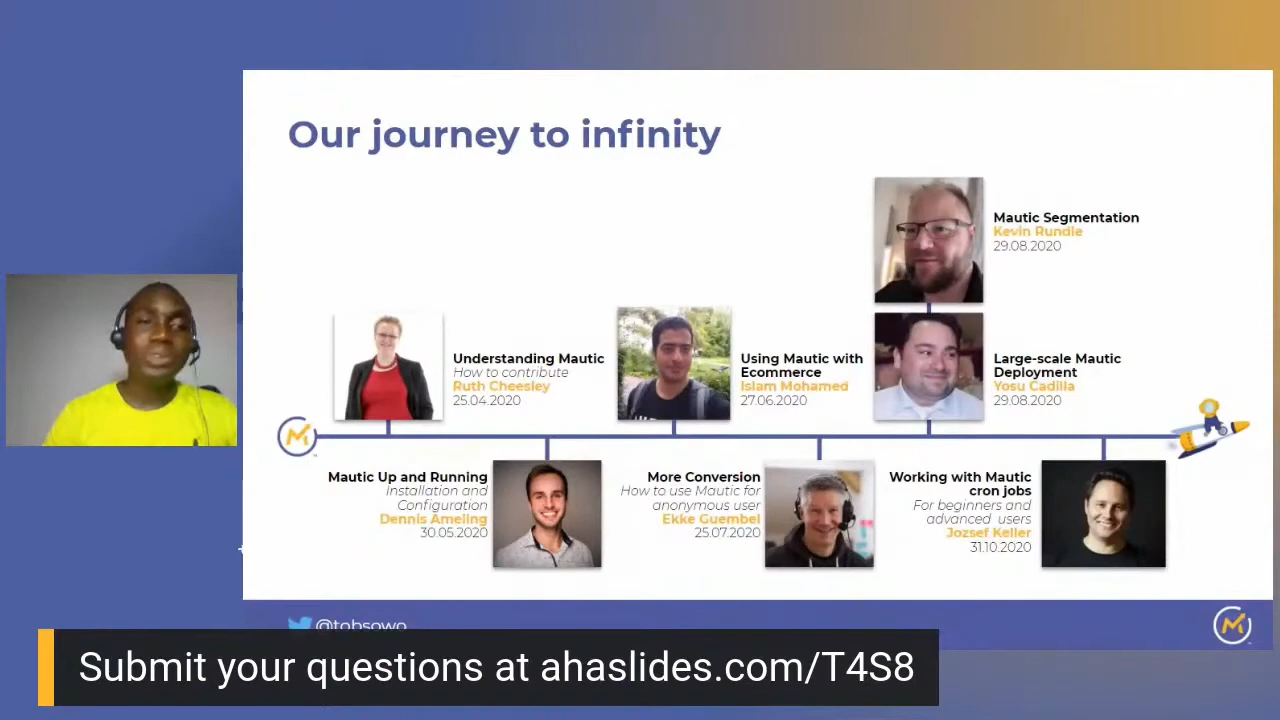 Our journey to infinity
Mautic Segmentation
Kevin Rundle
29.08.2020
Understanding Mautic
How to contribute
Ruth Cheesley
25.04.2020
Using Mautic with
Ecommerce
Islam Mohamed
27.06.2020
Large-scale Mautic
Deployment
Yosu Cadilla
29.08.2020
Mautic Up and Running
Installation and
Configuration
Dennis Ameling
30.05.2020
More Conversion
How to use Mautic for
anonymous user
Ekke Guembel
25.07.2020
Working with Mautic
cron jobs
For beginners and
advanced users
Jozsef Keller
31.10.2020
@tobsowo
Submit your questions at ahaslides.com/T4S8